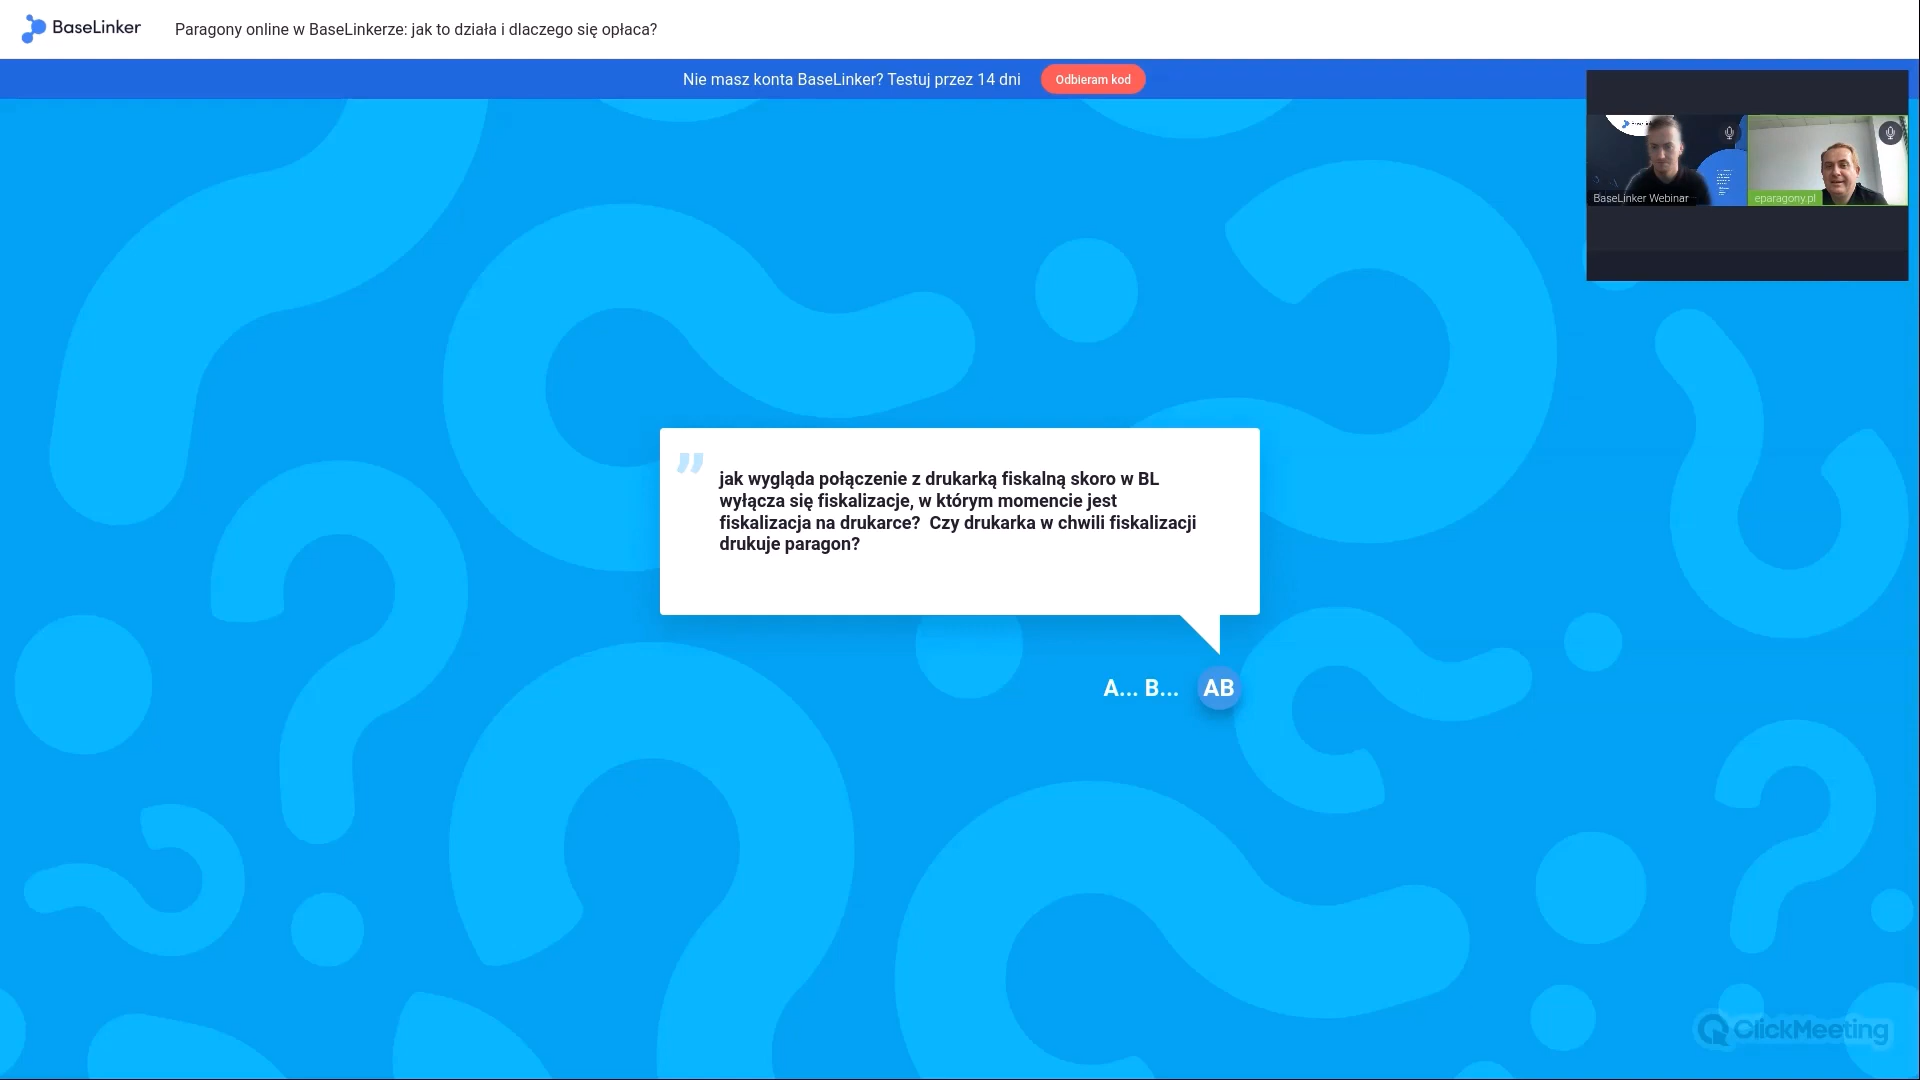 BaseLinker
Paragony online w BaseLinkerze: jak to działa i dlaczego się opłaca?
Nie masz konta BaseLinker? Testuj przez 14 dni
Odbieram kod
BaseLinker Webinar
eparagony.pl
”
jak wygląda połączenie z drukarką fiskalną skoro w BL
wyłącza się fiskalizacje, w którym momencie jest
fiskalizacja na drukarce?  Czy drukarka w chwili fiskalizacji
drukuje paragon?
A... B...
AB
ClickMeeting